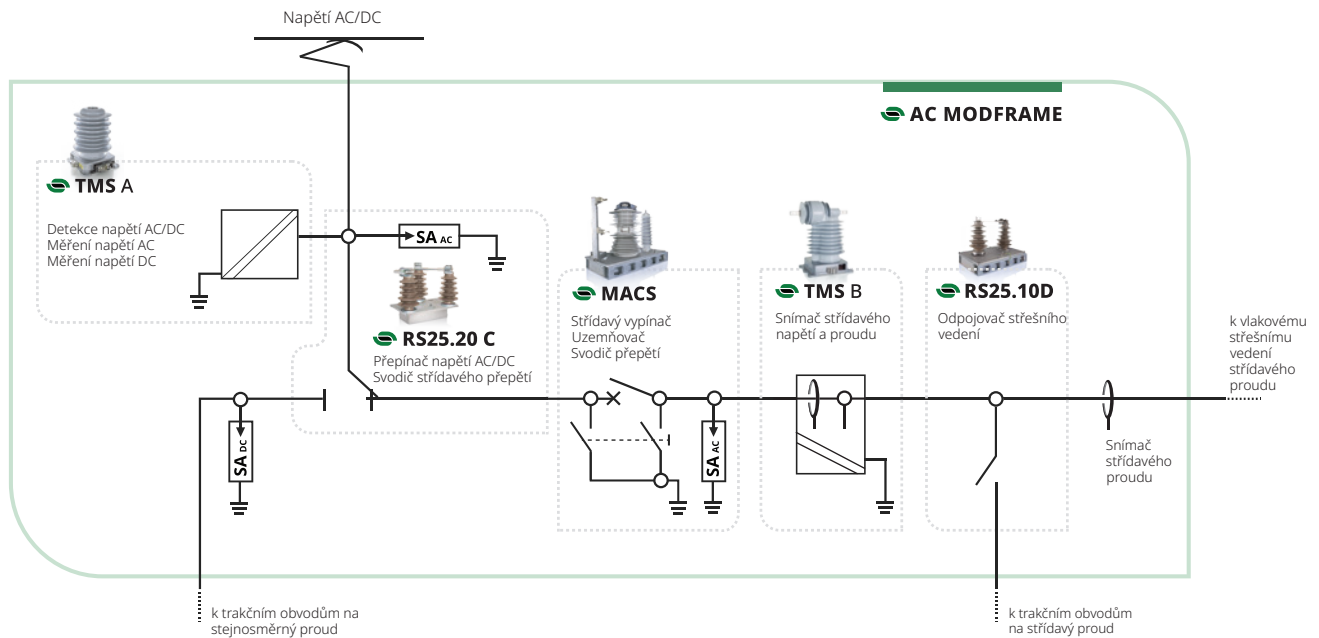 Napětí AC/DC
AC MODFRAME
TMS A
Detekce napětí AC/DC
Měření napětí AC
Měření napětí DC
SA AC
RS25.20 C
Přepínač napětí AC/DC
Svodič střídavého přepětí
MACS
Střídavý vypínač
Uzemňovač
Svodič přepětí
TMS B
Snímač střídavého
napětí a proudu
RS25.10D
Odpojovač střešního
vedení
k vlakovému
střešnímu
vedení
střídavého
proudu
SA DC
SA AC
Snímač
střídavého
proudu
k trakčním obvodům na
stejnosměrný proud
k trakčním obvodům
na střídavý proud